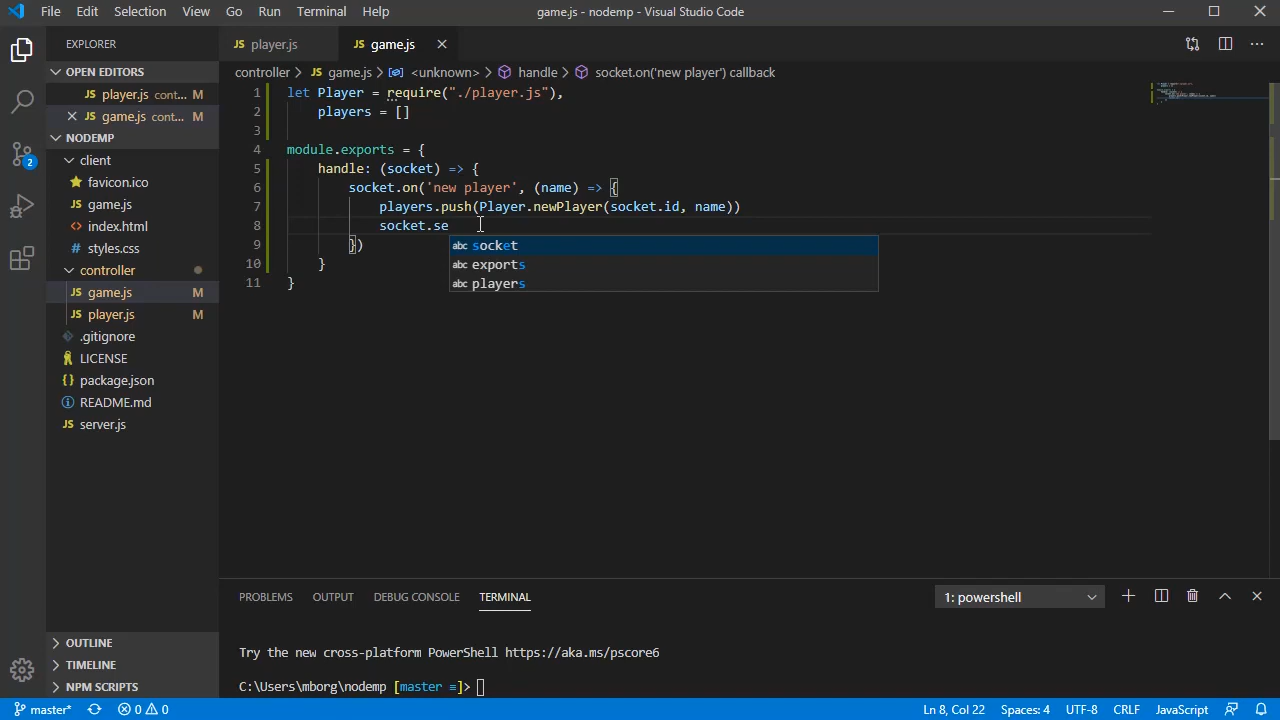 File Edit Selection View Go Run Terminal Help game.js - nodemp - Visual Studio Code
EXPLORER
OPEN EDITORS
player.js cont... M
game.js cont... M
NODEMP
client
favicon.ico
JS game.js
<> index.html
# styles.css
controller
JS game.js M
JS player.js M
.gitignore
LICENSE
{} package.json
README.md
JS server.js
OUTLINE
TIMELINE
NPM SCRIPTS
2
JS player.js JS game.js
controller > JS game.js > <unknown> > handle > socket.on('new player') callback
1 let Player = require("./player.js"),
2 players = []
3
4 module.exports = {
5 handle: (socket) => {
6 socket.on('new player', (name) => {
7 players.push(Player.newPlayer(socket.id, name))
8 socket.se
9 })
10 }
11 }
abc socket
abc exports
abc players
PROBLEMS OUTPUT DEBUG CONSOLE TERMINAL 1: powershell
Try the new cross-platform PowerShell https://aka.ms/pscore6
C:\Users\mborg\nodemp [master ≡]>
master* 0 0 Ln 8, Col 22 Spaces: 4 UTF-8 CRLF JavaScript